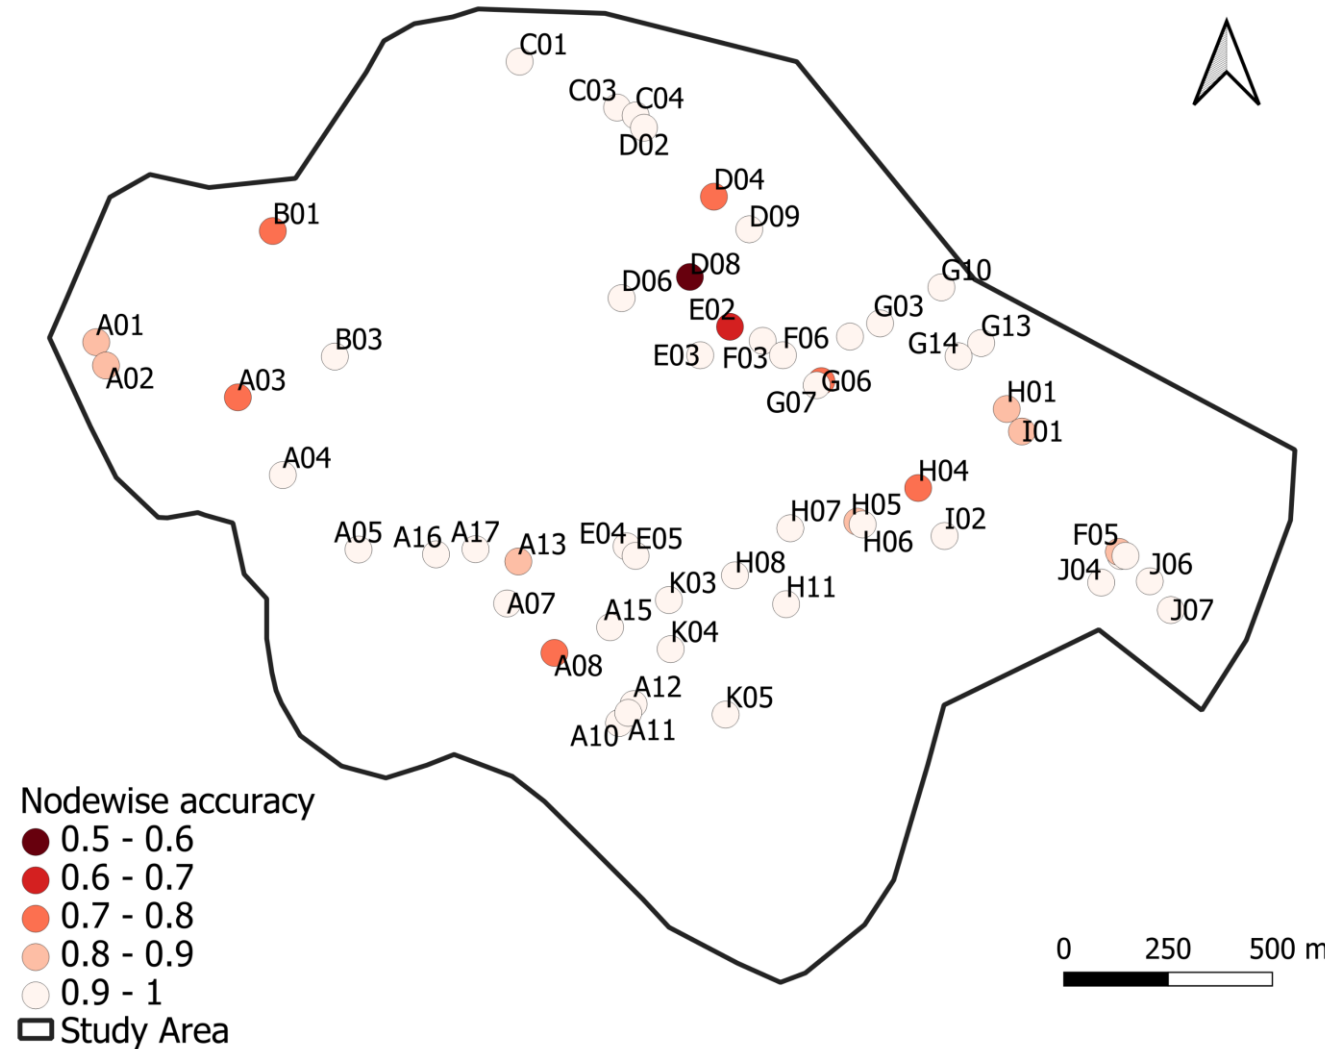 C01
C03
C04
D02
D04
B01
D09
D08
D06
G10
E02
G03
A01
B03
E03
F03
F06
G14
G13
A02
A03
G06
G07
H01
I01
A04
H04
A05
A16
A17
A13
E04
E05
H07
H05
H06
I02
F05
H08
J04
J06
A07
K03
H11
J07
A15
K04
A08
A12
K05
A10
A11
Nodewise accuracy
0.5 - 0.6
0.6 - 0.7
0.7 - 0.8
0.8 - 0.9
0.9 - 1
Study Area
0 250 500 m